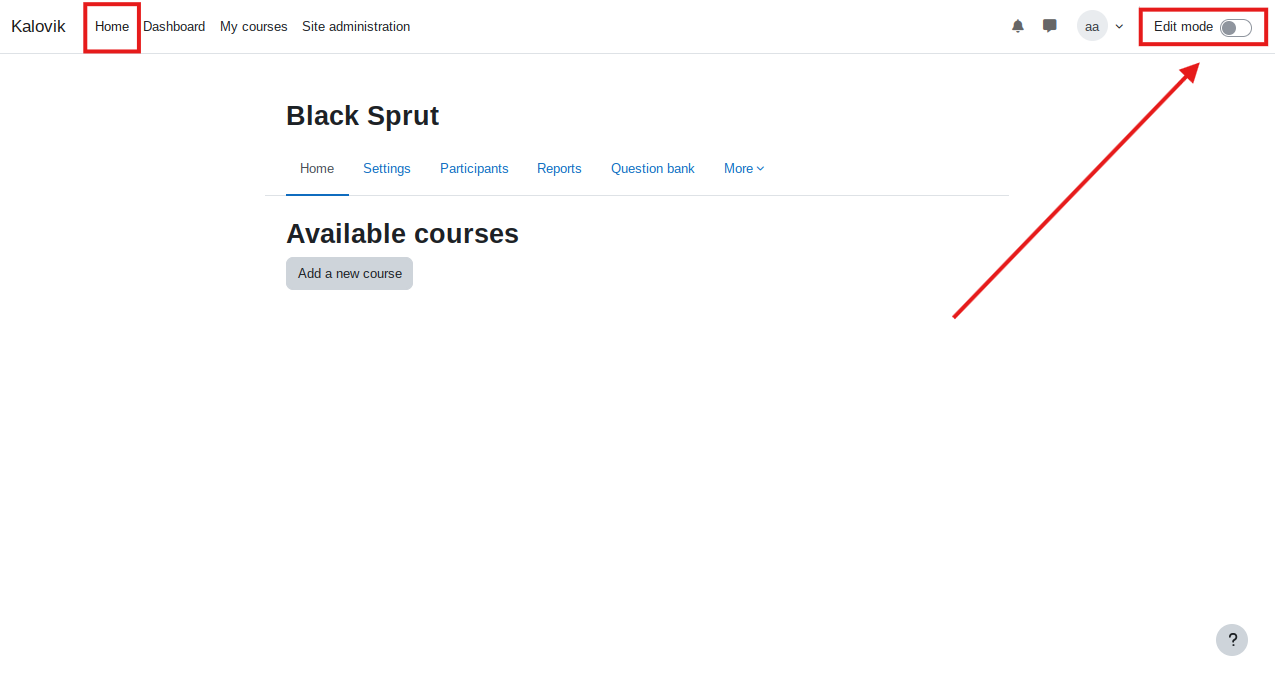 Kalovik Home Dashboard My courses Site administration aa Edit mode
Black Sprut
Home Settings Participants Reports Question bank More
Available courses
Add a new course
?